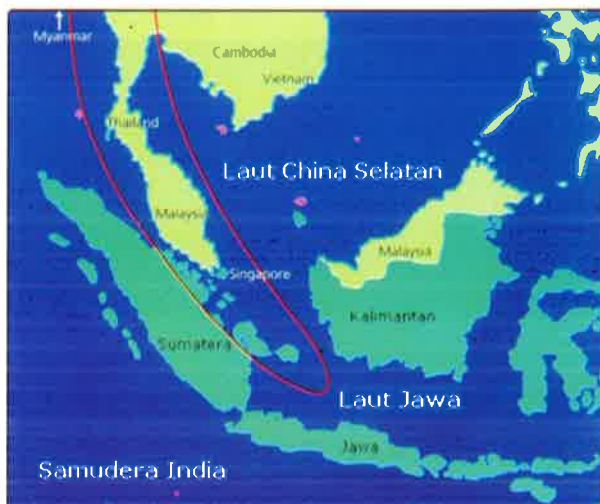 Myanmar
Cambodia
Vietnam
Thailand
Laut China Selatan
Malaysia
Malaysia
Singapore
Kalimantan
Sumatera
Laut Jawa
Jawa
Samudera India